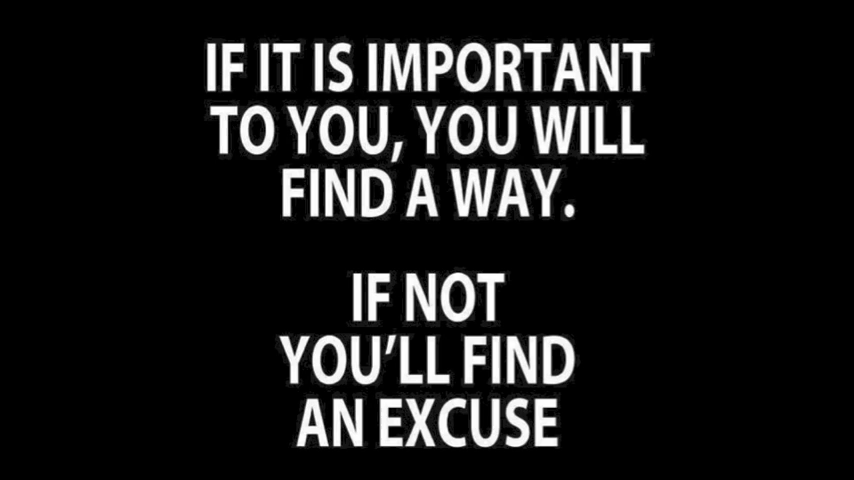 IF IT IS IMPORTANT
TO YOU, YOU WILL
FIND A WAY.
IF NOT
YOU'LL FIND
AN EXCUSE